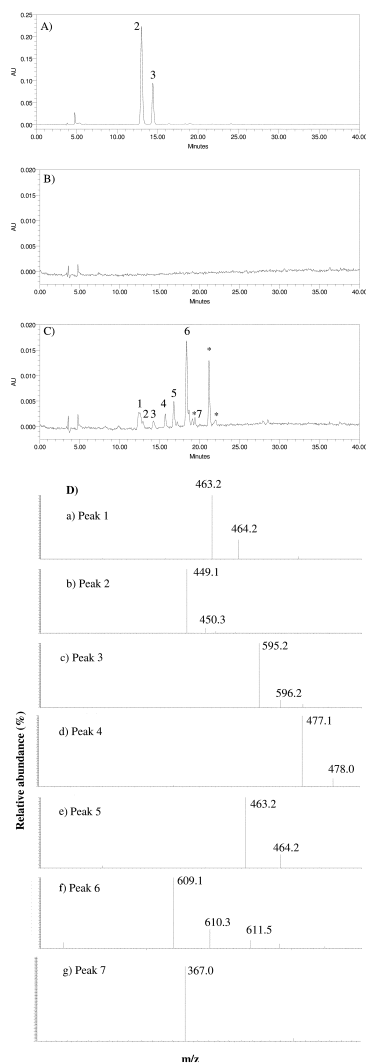 A)
0.25
0.20
0.15
0.10
0.05
0.00
AU
2
3
0.00 5.00 10.00 15.00 20.00 25.00 30.00 35.00 40.00
Minutes
B)
0.020
0.015
0.010
0.005
0.000
AU
0.00 5.00 10.00 15.00 20.00 25.00 30.00 35.00 40.00
Minutes
C)
0.020
0.015
0.010
0.005
0.000
AU
1
2
3
4
5
6
*7
*
*
0.00 5.00 10.00 15.00 20.00 25.00 30.00 35.00 40.00
Minutes
D)
a) Peak 1
463.2
464.2
b) Peak 2
449.1
450.3
c) Peak 3
595.2
596.2
d) Peak 4
477.1
478.0
e) Peak 5
463.2
464.2
f) Peak 6
609.1
610.3
611.5
g) Peak 7
367.0
Relative abundance (%)
m/z